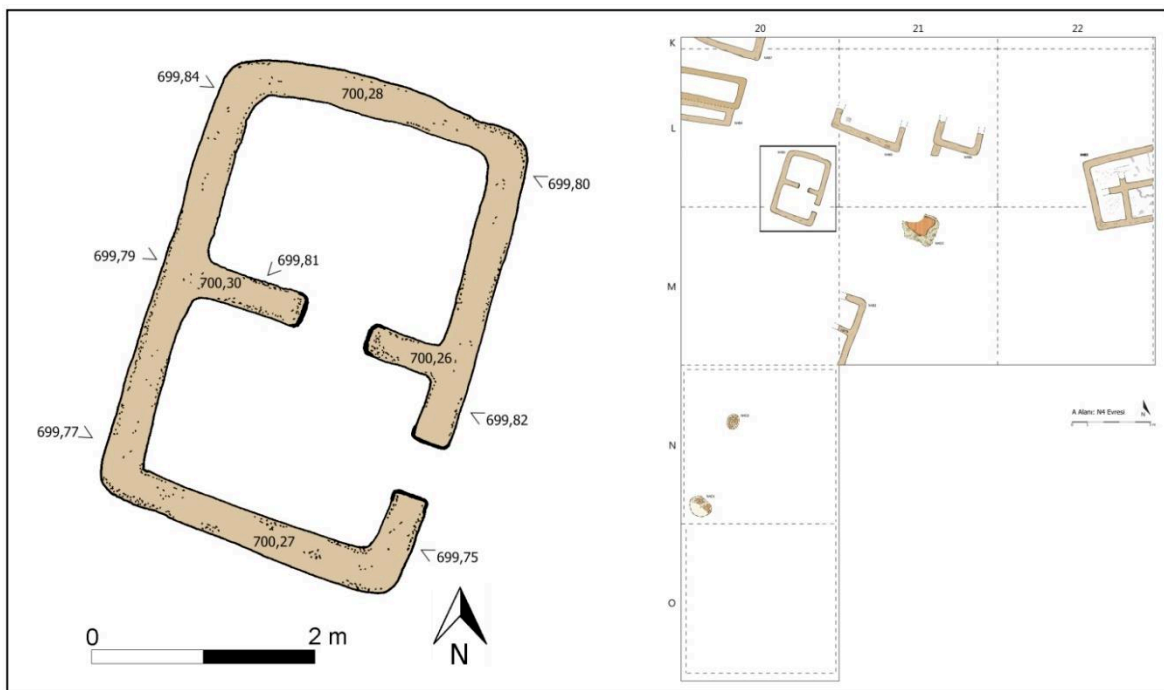 699,84
700,28
699,80
699,79
699,81
700,30
700,26
699,77
699,82
700,27
699,75
0 2 m
N
20 21 22
K
L
M
N
O
A Alanı: N4 Evresi
N